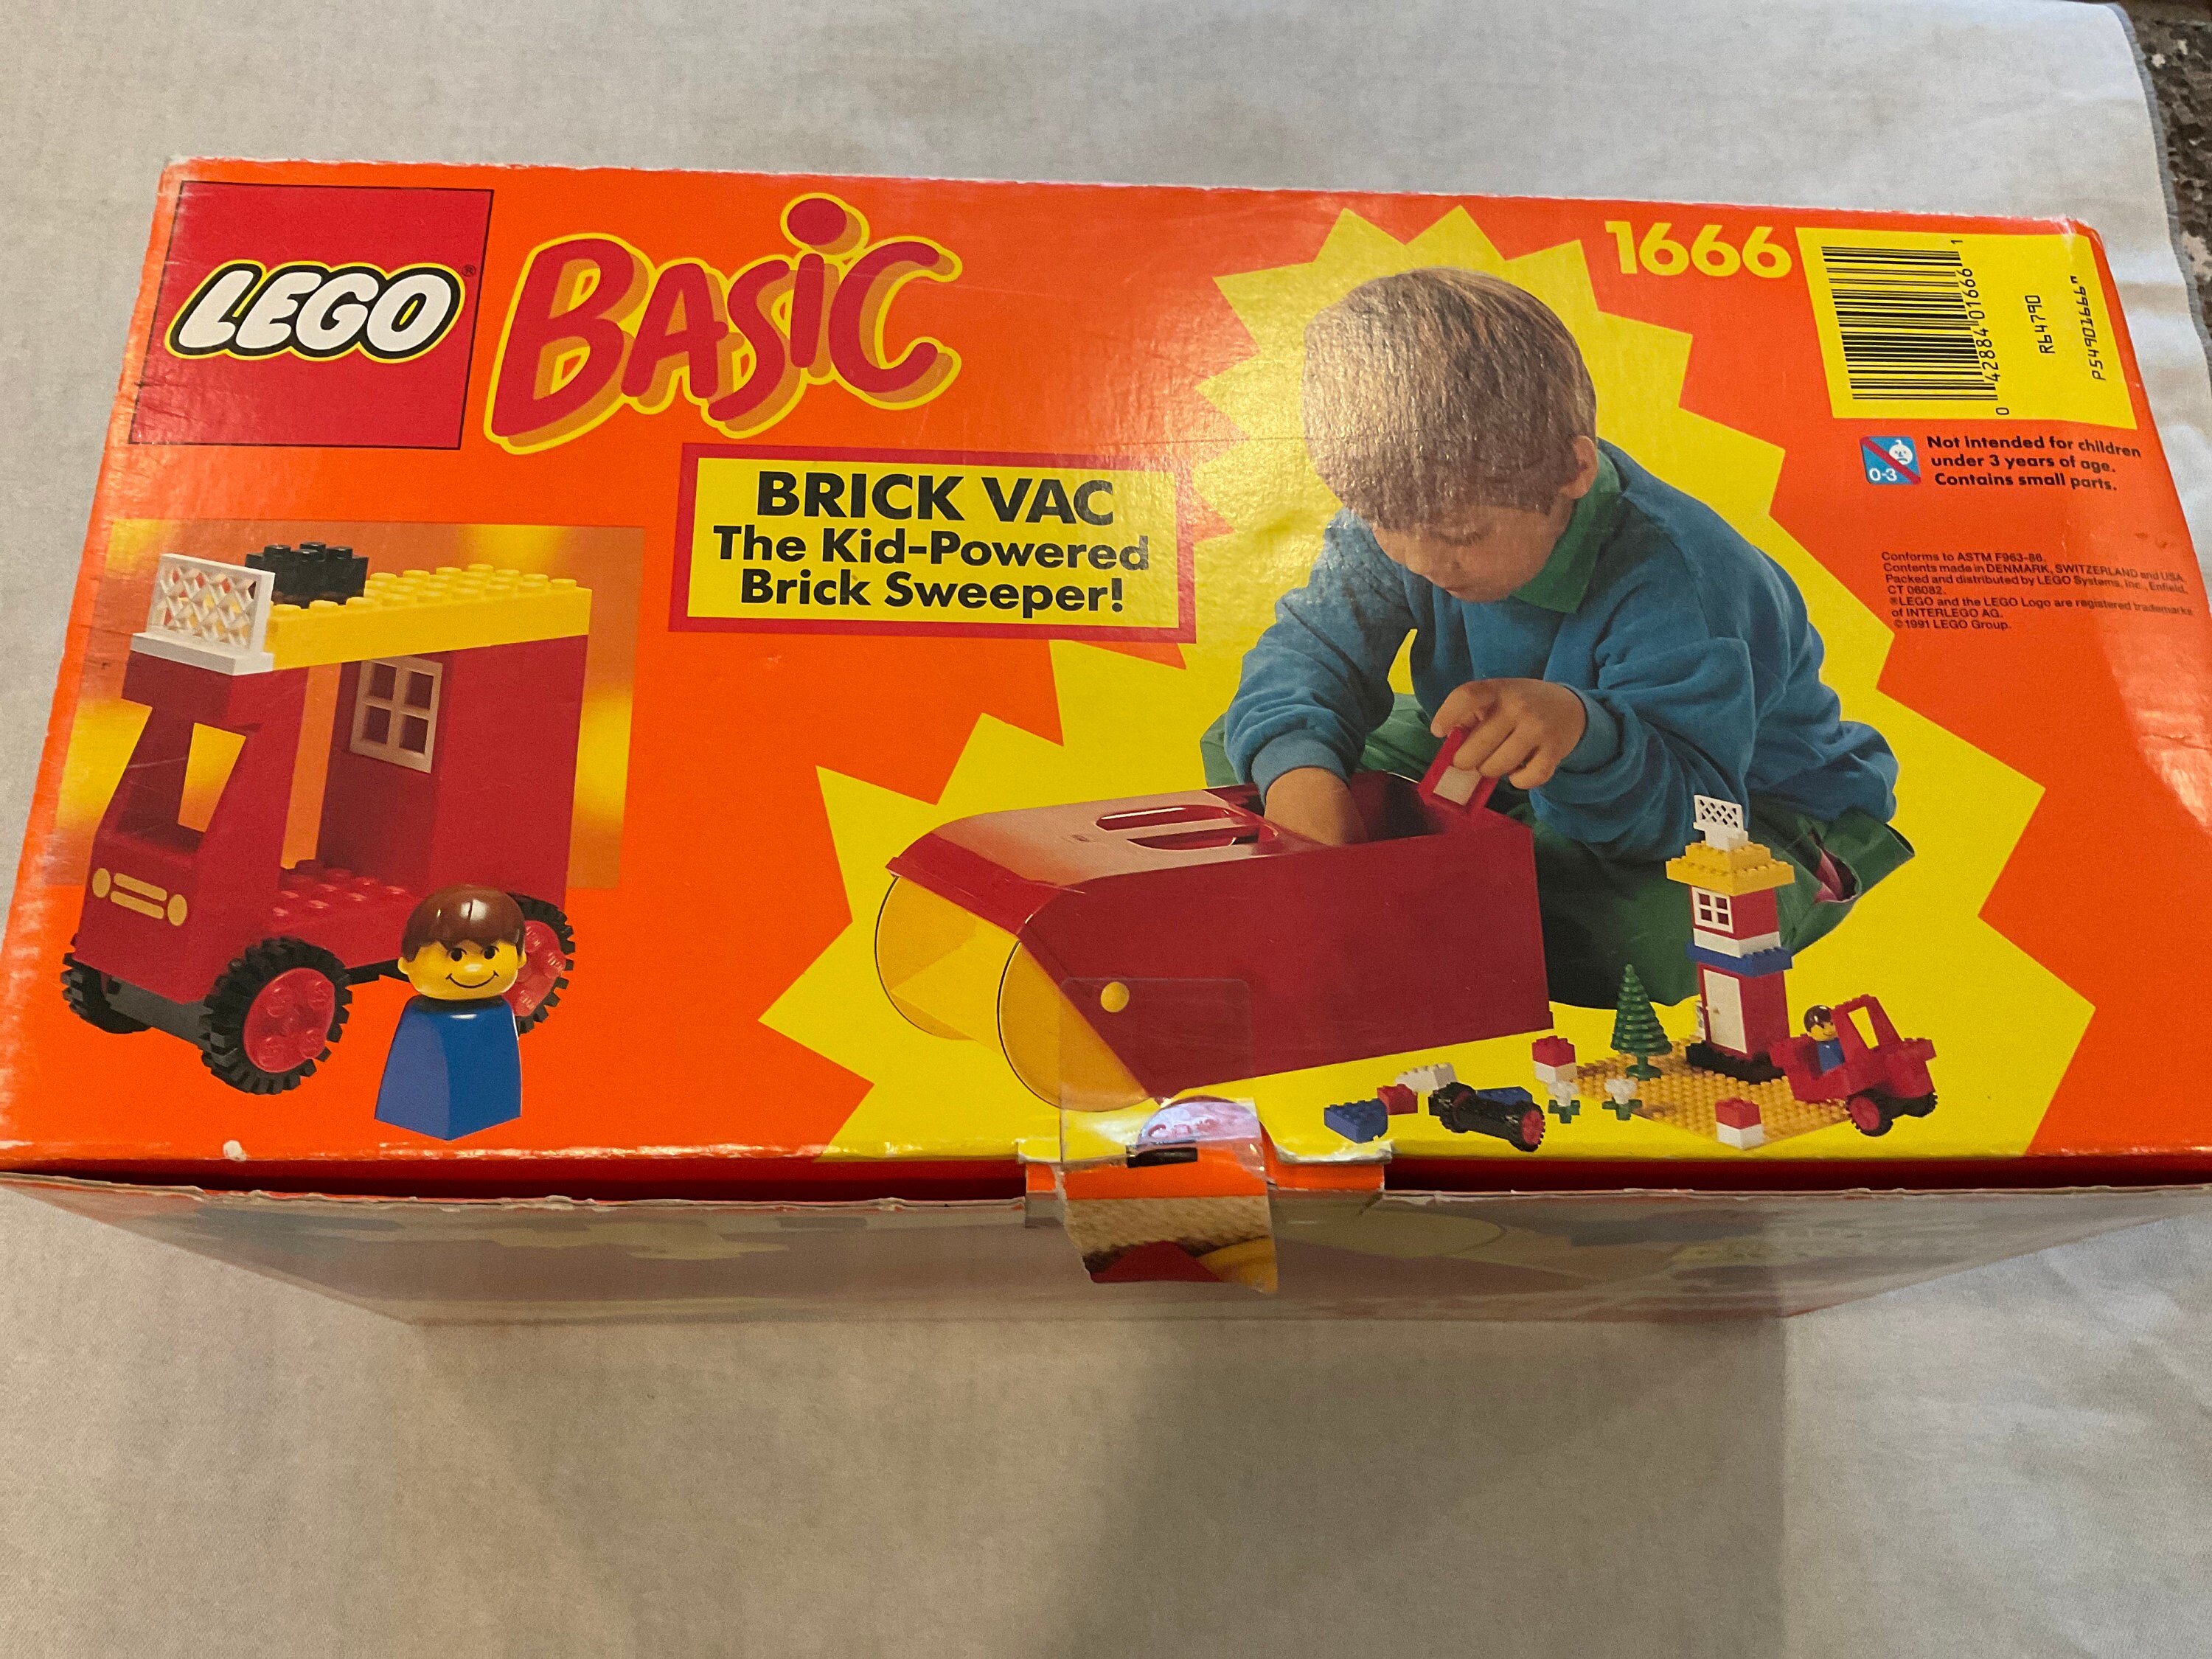 LEGO®
BASIC
BRICK VAC
The Kid-Powered
Brick Sweeper!
1666
0 42884 01666 1
R64790
0-3
Not intended for children
under 3 years of age.
Contains small parts.
Conforms to ASTM F963-86.
Contents made in DENMARK, SWITZERLAND and USA.
Packed and distributed by LEGO Systems, Inc., Enfield,
CT 06082.
®LEGO and the LEGO Logo are registered trademarks
of INTERLEGO AG.
©1991 LEGO Group.